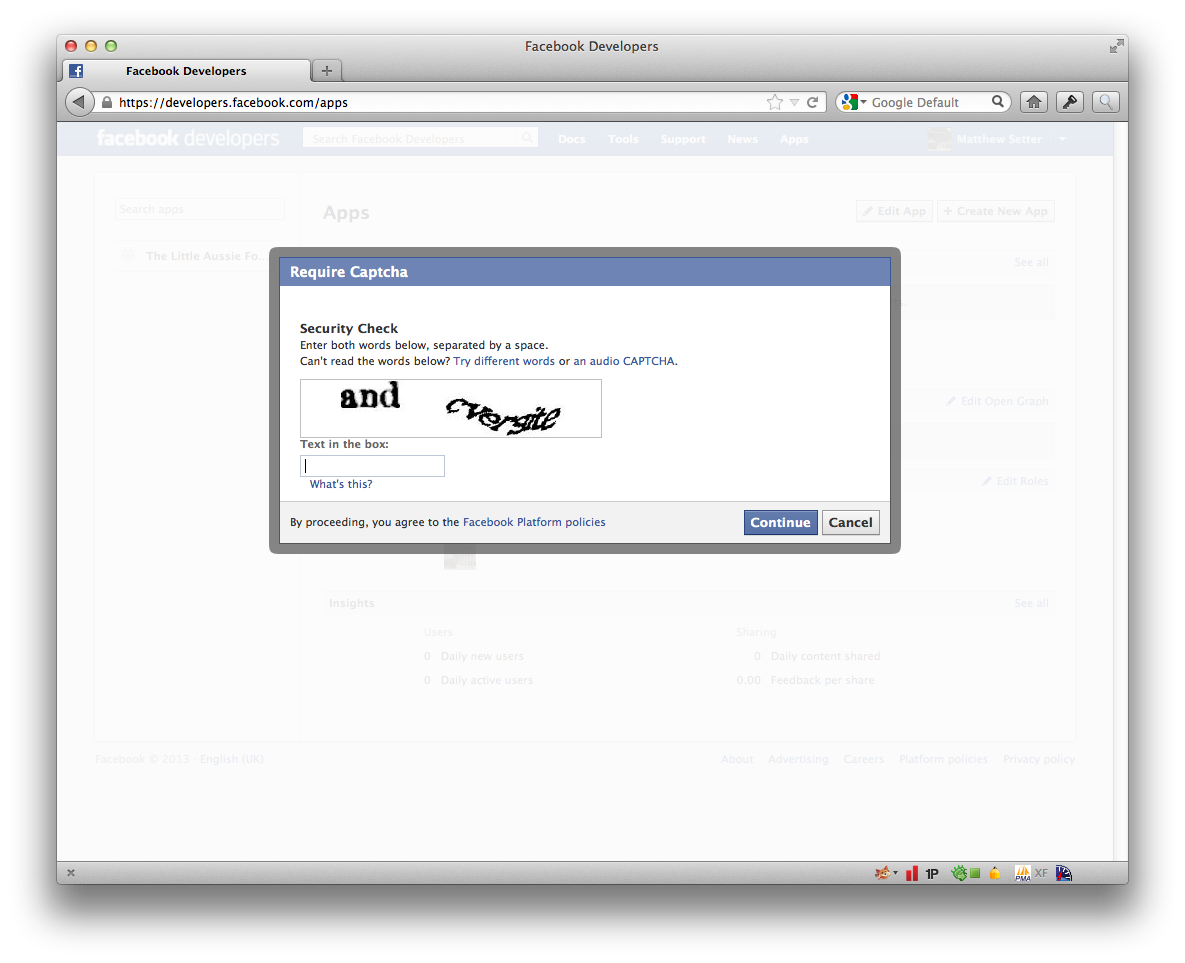 Facebook Developers
Facebook Developers
https://developers.facebook.com/apps
Google Default
facebook developers
Search Facebook Developers
Docs Tools Support News Apps
Matthew Setter
Search apps
Apps
Edit App
+ Create New App
The Little Aussie Fo...
See all
Require Captcha
Security Check
Enter both words below, separated by a space.
Can't read the words below? Try different words or an audio CAPTCHA.
and
Edit Open Graph
Text in the box:
What's this?
Edit Roles
By proceeding, you agree to the Facebook Platform policies
Continue
Cancel
Insights
See all
Users
Sharing
0 Daily new users
0 Daily content shared
0 Daily active users
0.00 Feedback per share
Facebook © 2013 · English (UK)
About Advertising Careers Platform policies Privacy policy
1P
PMA
XF